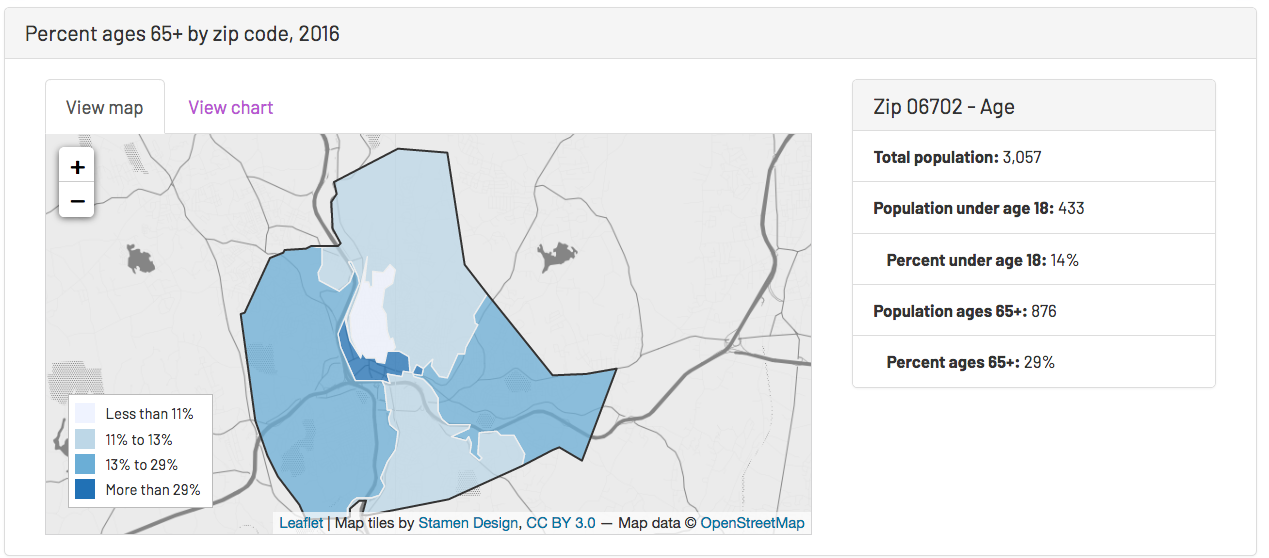 Percent ages 65+ by zip code, 2016
View map
View chart
+
−
Less than 11%
11% to 13%
13% to 29%
More than 29%
Leaflet | Map tiles by Stamen Design, CC BY 3.0 — Map data © OpenStreetMap
Zip 06702 - Age
Total population: 3,057
Population under age 18: 433
Percent under age 18: 14%
Population ages 65+: 876
Percent ages 65+: 29%